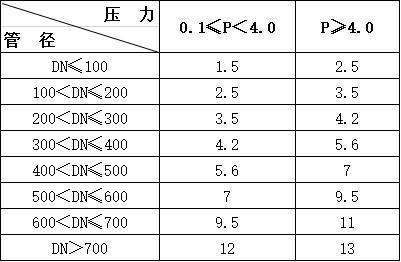 压 力
管 径
0.1≤P<4.0 P≥4.0
DN≤100 1.5 2.5
100<DN≤200 2.5 3.5
200<DN≤300 3.5 4.2
300<DN≤400 4.2 5.6
400<DN≤500 5.6 7
500<DN≤600 7 9.5
600<DN≤700 9.5 11
DN>700 12 13